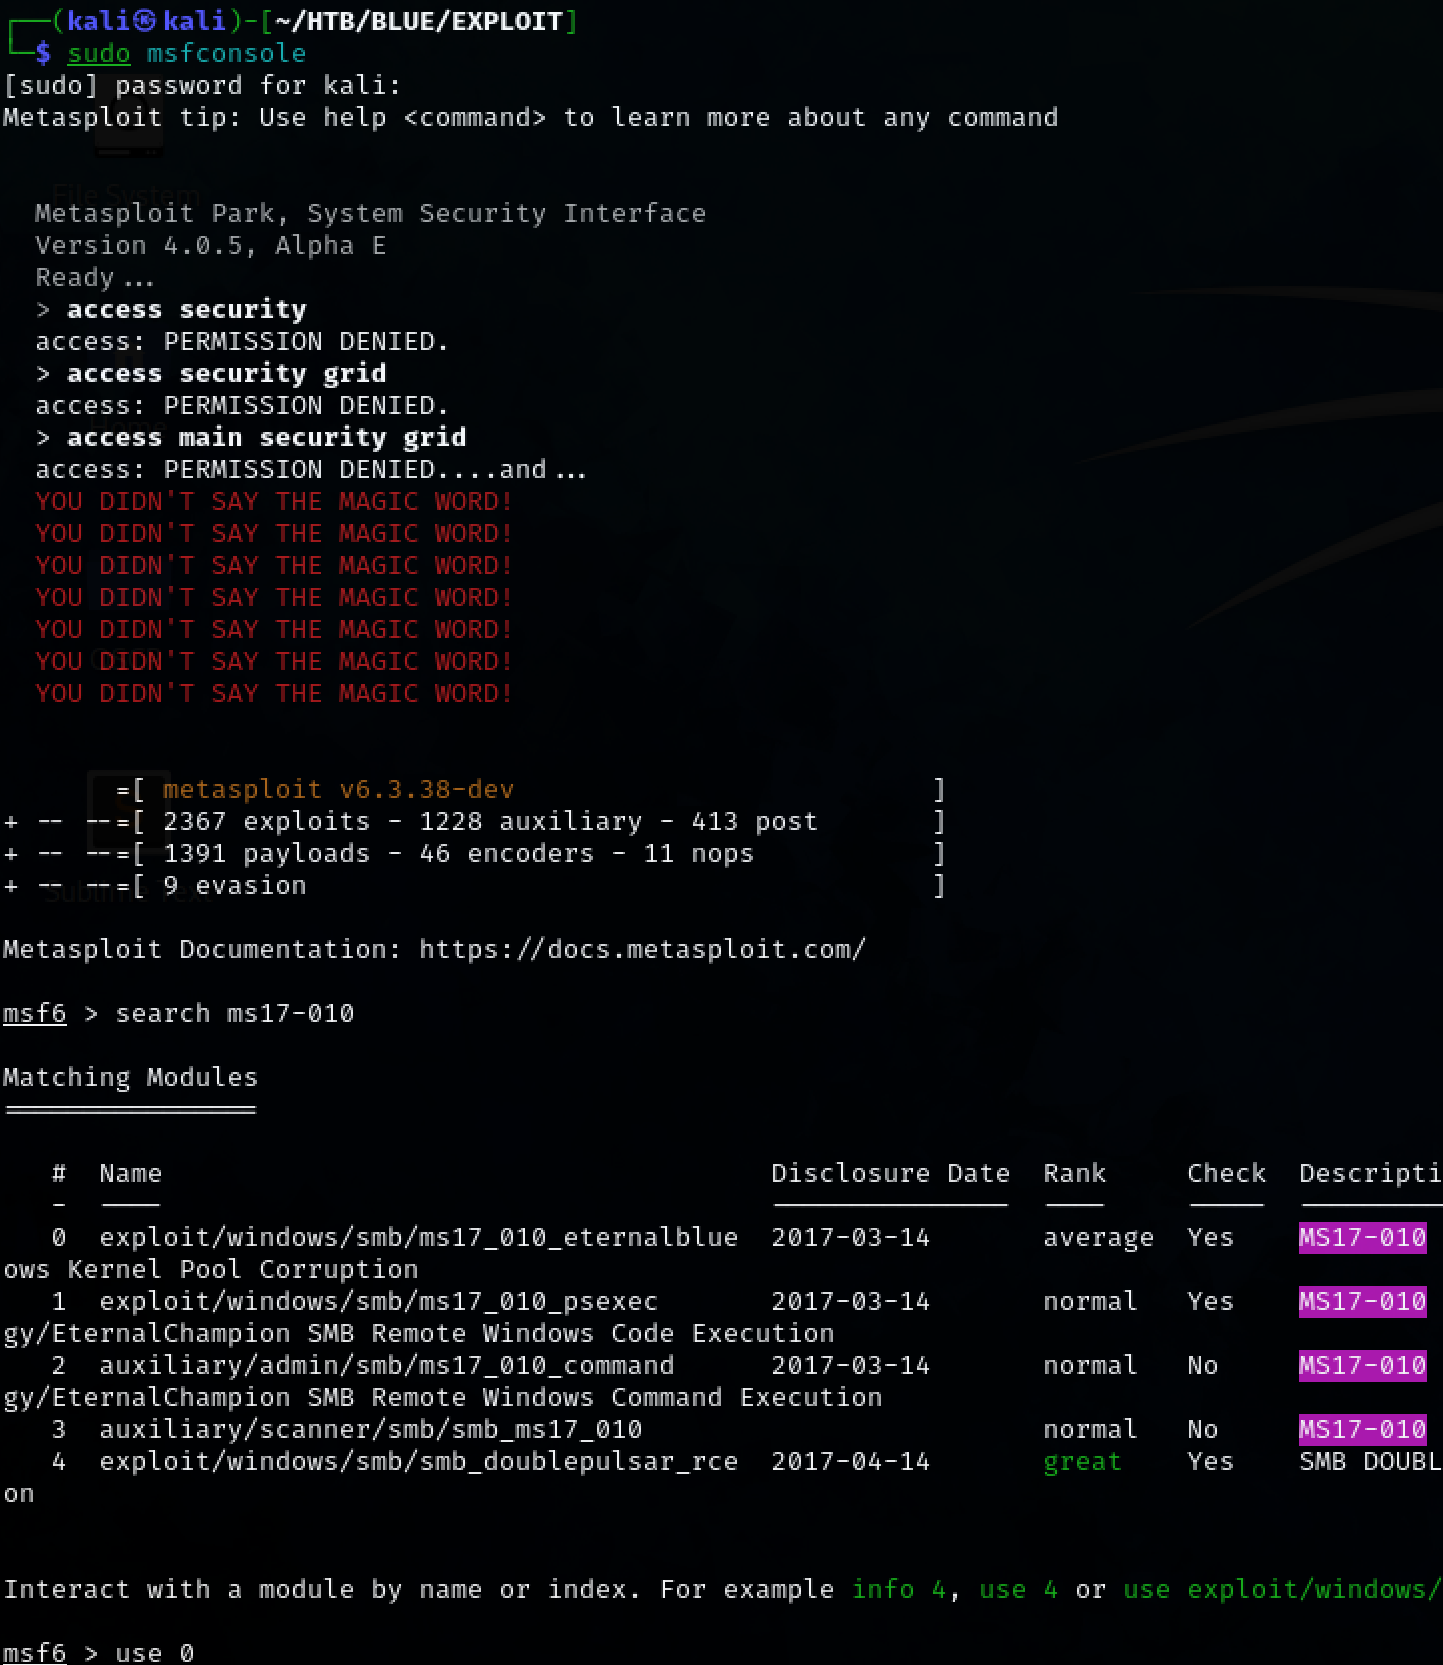 ┌──(kali㉿kali)-[~/HTB/BLUE/EXPLOIT]
└─$ sudo msfconsole
[sudo] password for kali:
Metasploit tip: Use help <command> to learn more about any command
File System
Metasploit Park, System Security Interface
Version 4.0.5, Alpha E
Ready...
> access security
access: PERMISSION DENIED.
> access security grid
access: PERMISSION DENIED.
Home
> access main security grid
access: PERMISSION DENIED....and...
YOU DIDN'T SAY THE MAGIC WORD!
YOU DIDN'T SAY THE MAGIC WORD!
YOU DIDN'T SAY THE MAGIC WORD!
YOU DIDN'T SAY THE MAGIC WORD!
YOU DIDN'T SAY THE MAGIC WORD!
YOU DIDN'T SAY THE MAGIC WORD!
YOU DIDN'T SAY THE MAGIC WORD!
=[ metasploit v6.3.38-dev ]
+ -- --=[ 2367 exploits - 1228 auxiliary - 413 post ]
+ -- --=[ 1391 payloads - 46 encoders - 11 nops ]
+ -- --=[ 9 evasion ]
Sublime Text
Metasploit Documentation: https://docs.metasploit.com/
msf6 > search ms17-010
Matching Modules
================
# Name Disclosure Date Rank Check Descripti
- ---- --------------- ---- ----- ---------
0 exploit/windows/smb/ms17_010_eternalblue 2017-03-14 average Yes MS17-010
ows Kernel Pool Corruption
1 exploit/windows/smb/ms17_010_psexec 2017-03-14 normal Yes MS17-010
gy/EternalChampion SMB Remote Windows Code Execution
2 auxiliary/admin/smb/ms17_010_command 2017-03-14 normal No MS17-010
gy/EternalChampion SMB Remote Windows Command Execution
3 auxiliary/scanner/smb/smb_ms17_010 normal No MS17-010
4 exploit/windows/smb/smb_doublepulsar_rce 2017-04-14 great Yes SMB DOUBL
on
Interact with a module by name or index. For example info 4, use 4 or use exploit/windows/
msf6 > use 0